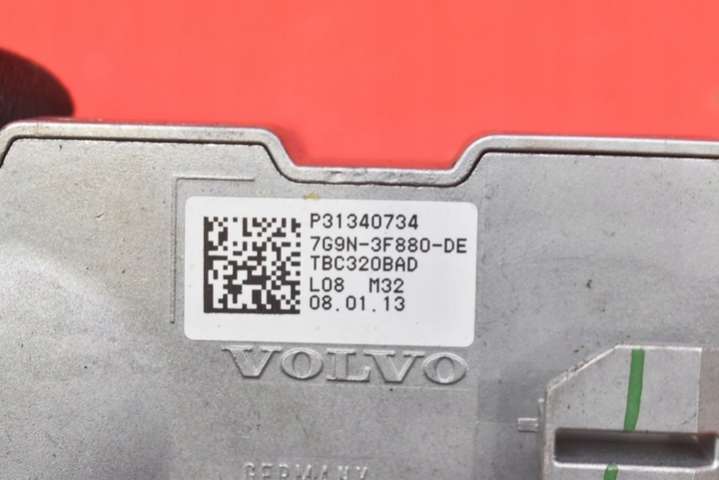 P31340734
7G9N-3F880-DE
TBC320BAD
L08 M32
08.01.13
VOLVO
GERMANY